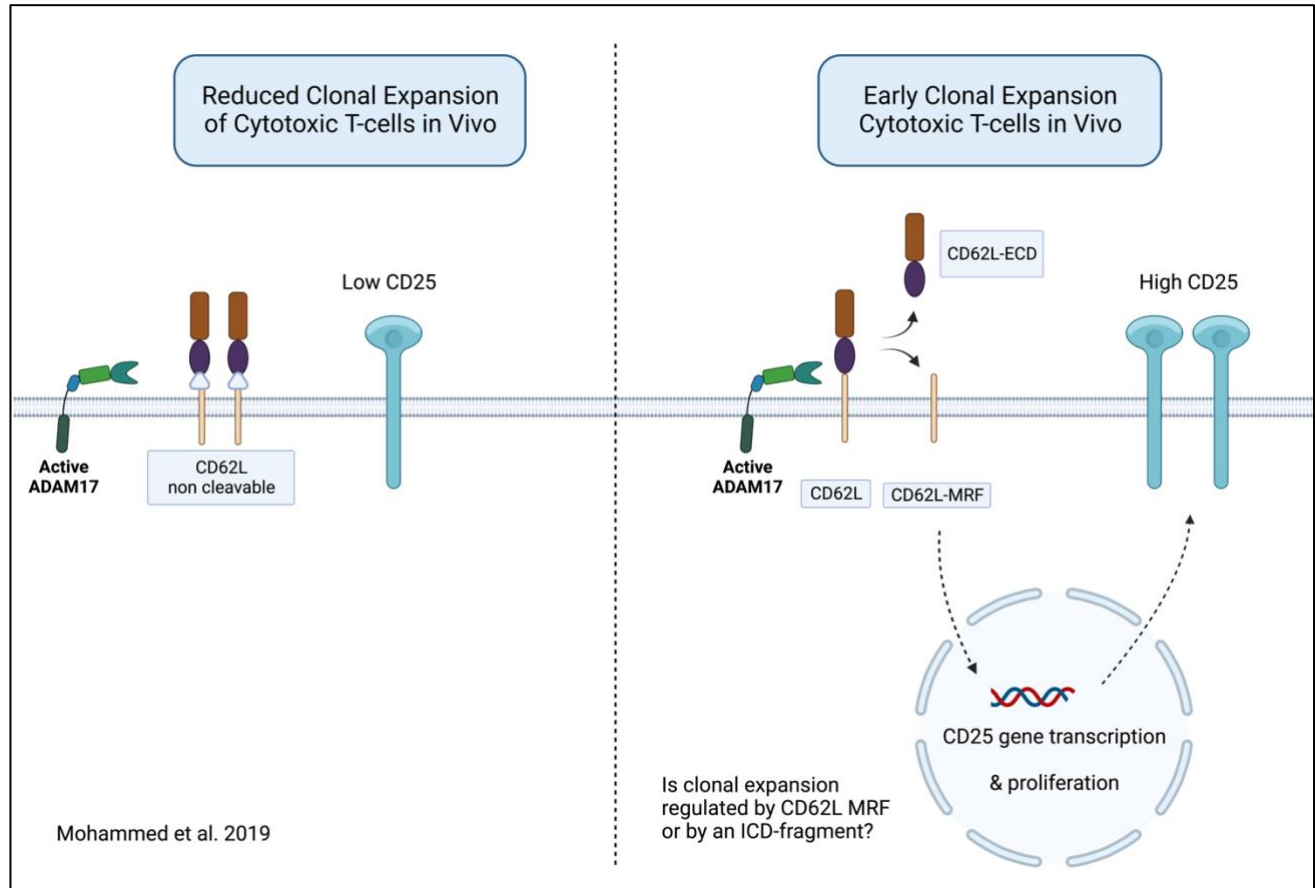 Reduced Clonal Expansion
of Cytotoxic T-cells in Vivo
Low CD25
Active
ADAM17
CD62L
non cleavable
Mohammed et al. 2019
Early Clonal Expansion
Cytotoxic T-cells in Vivo
CD62L-ECD
High CD25
Active
ADAM17
CD62L
CD62L-MRF
CD25 gene transcription
& proliferation
Is clonal expansion
regulated by CD62L MRF
or by an ICD-fragment?